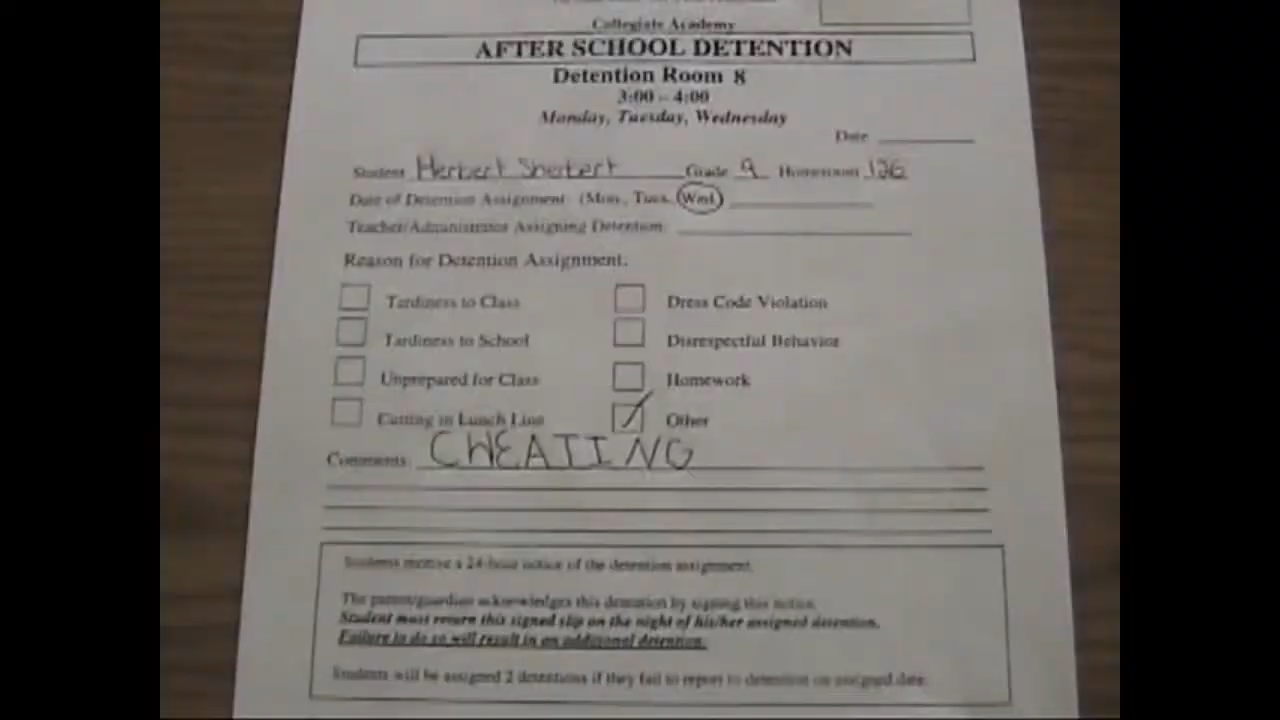 Collegiate Academy
AFTER SCHOOL DETENTION
Detention Room 8
3:00 – 4:00
Monday, Tuesday, Wednesday
Date
Student Herbert Sherbert Grade 9 Homeroom 126
Date of Detention Assignment: (Mon., Tues. Wed.)
Teacher/Administrator Assigning Detention:
Reason for Detention Assignment:
Tardiness to Class Dress Code Violation
Tardiness to School Disrespectful Behavior
Unprepared for Class Homework
Cutting in Lunch Line Other
Comments: CHEATING
Students receive a 24-hour notice of the detention assignment.
The parent/guardian acknowledges this detention by signing this notice.
Student must return this signed slip on the night of his/her assigned detention.
Failure to do so will result in an additional detention.
Students will be assigned 2 detentions if they fail to report to detention on assigned date.